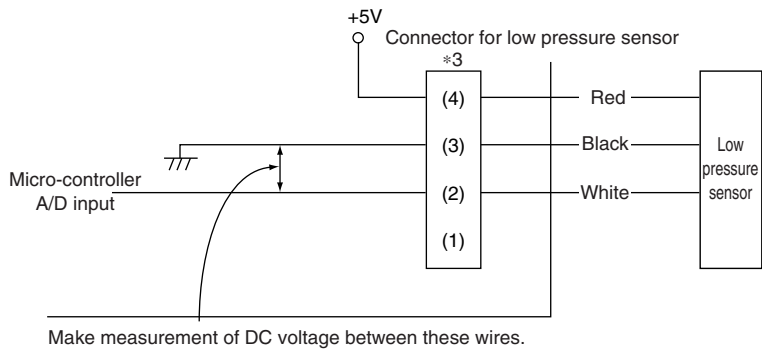 +5V
Connector for low pressure sensor
*3
(4)
Red
(3)
Black
Low
pressure
sensor
Micro-controller
A/D input
(2)
White
(1)
Make measurement of DC voltage between these wires.